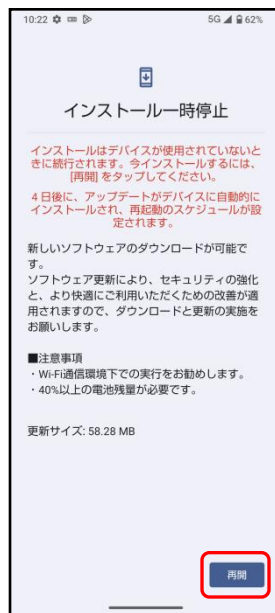 10:22 5G 62%
インストール一時停止
インストールはデバイスが使用されていないと
きに続行されます。今インストールするには、
[再開] をタップしてください。
4 日後に、アップデートがデバイスに自動的に
インストールされ、再起動のスケジュールが設
定されます。
新しいソフトウェアのダウンロードが可能で
す。
ソフトウェア更新により、セキュリティの強化
と、より快適にご利用いただくための改善が適
用されますので、ダウンロードと更新の実施を
お願いします。
■注意事項
・Wi-Fi通信環境下での実行をお勧めします。
・40%以上の電池残量が必要です。
更新サイズ: 58.28 MB
再開